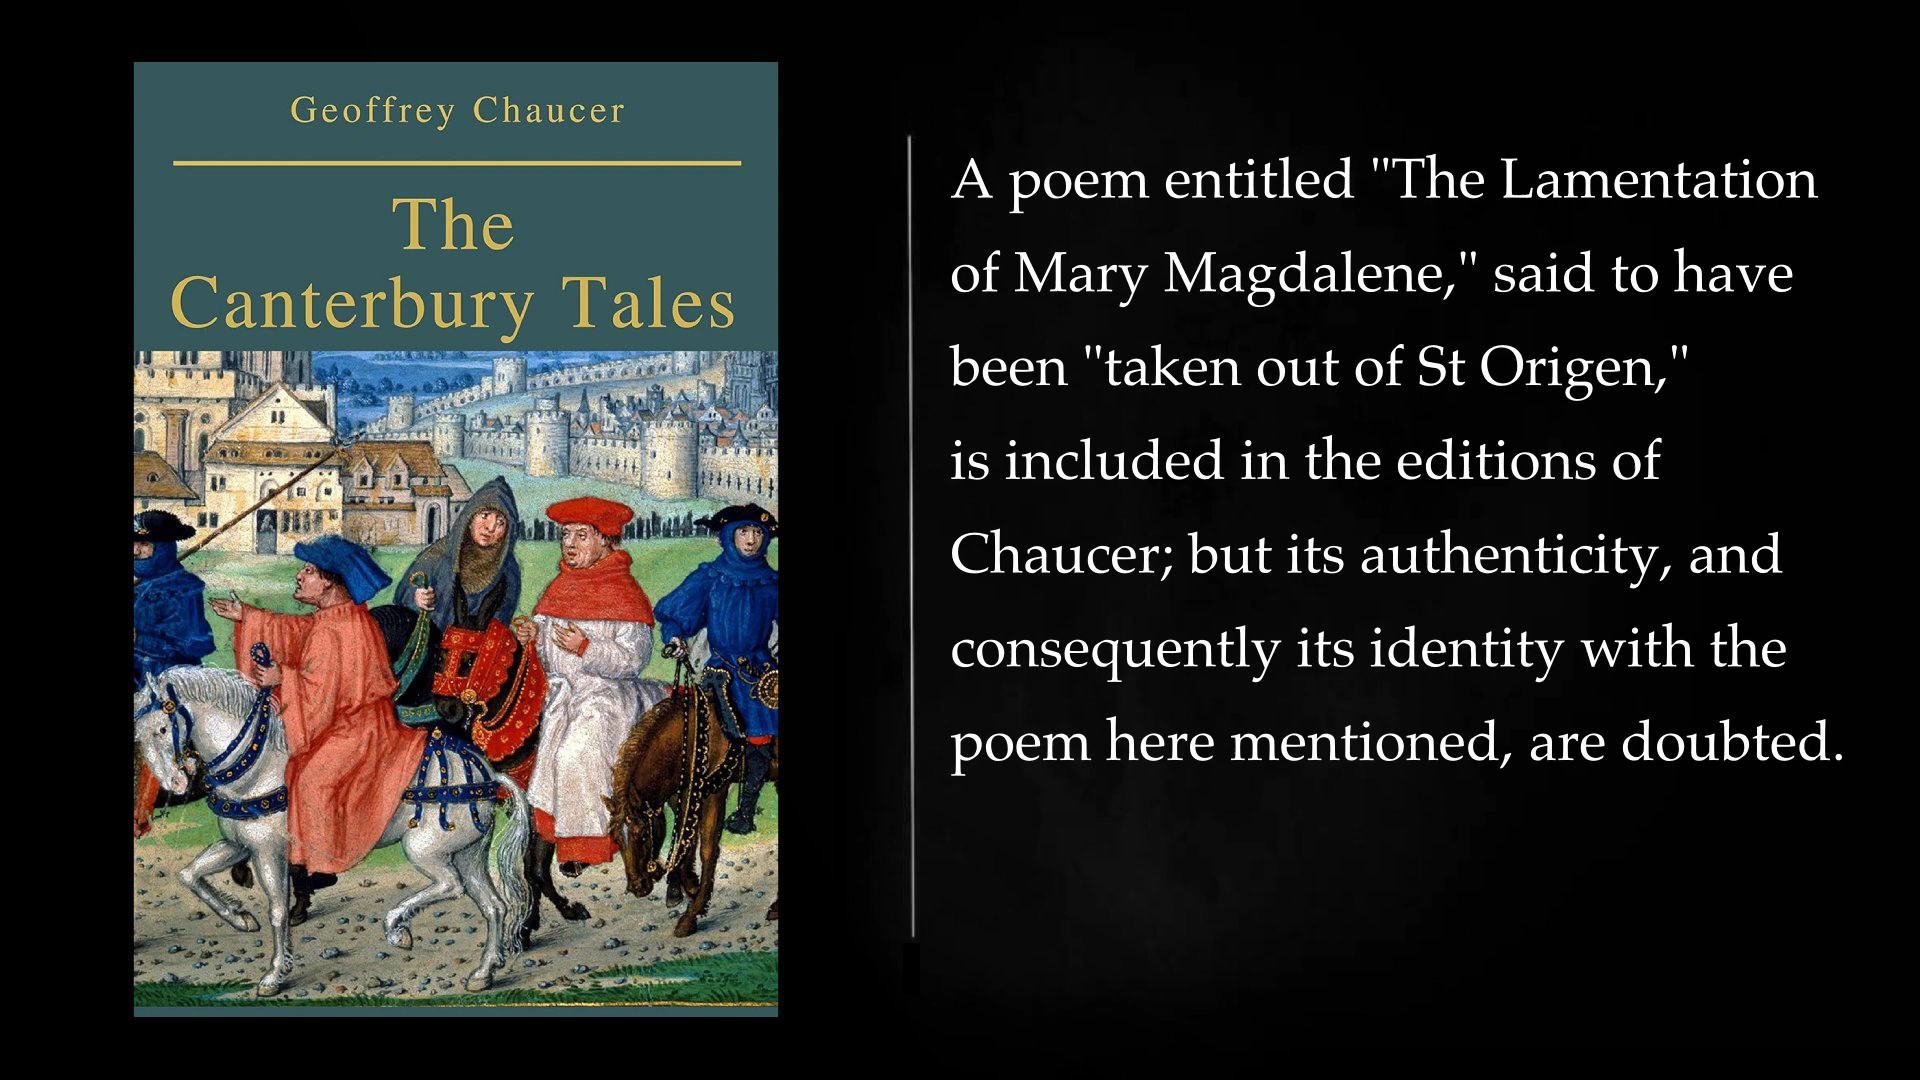 Geoffrey Chaucer
The
Canterbury Tales
A poem entitled "The Lamentation
of Mary Magdalene," said to have
been "taken out of St Origen,"
is included in the editions of
Chaucer; but its authenticity, and
consequently its identity with the
poem here mentioned, are doubted.